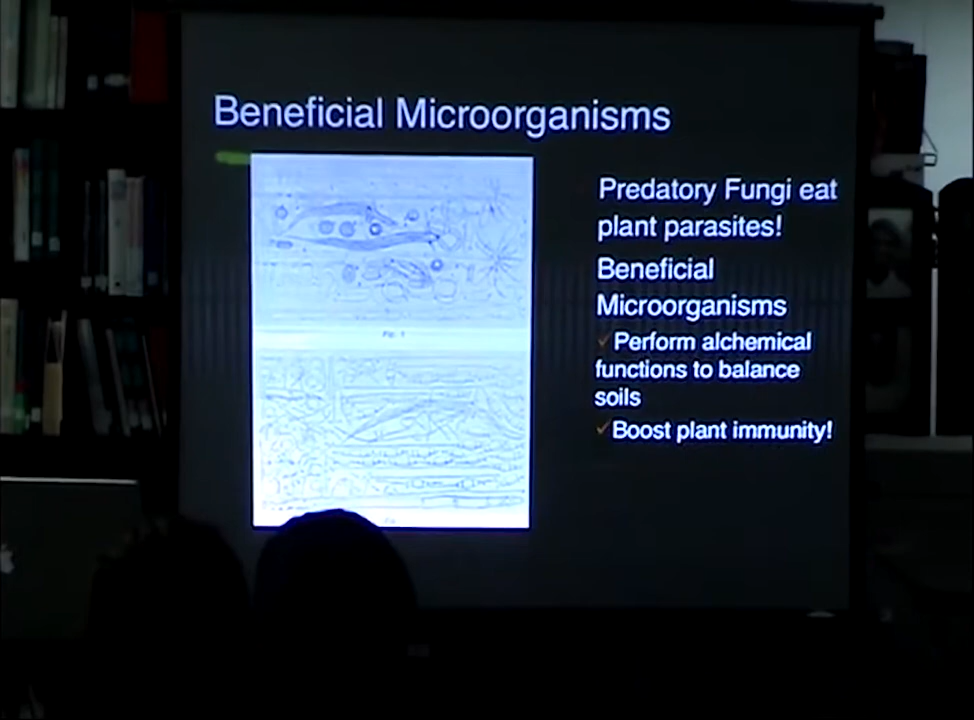 Beneficial Microorganisms
Predatory Fungi eat
plant parasites!
Beneficial
Microorganisms
✓Perform alchemical
functions to balance
soils
✓Boost plant immunity!